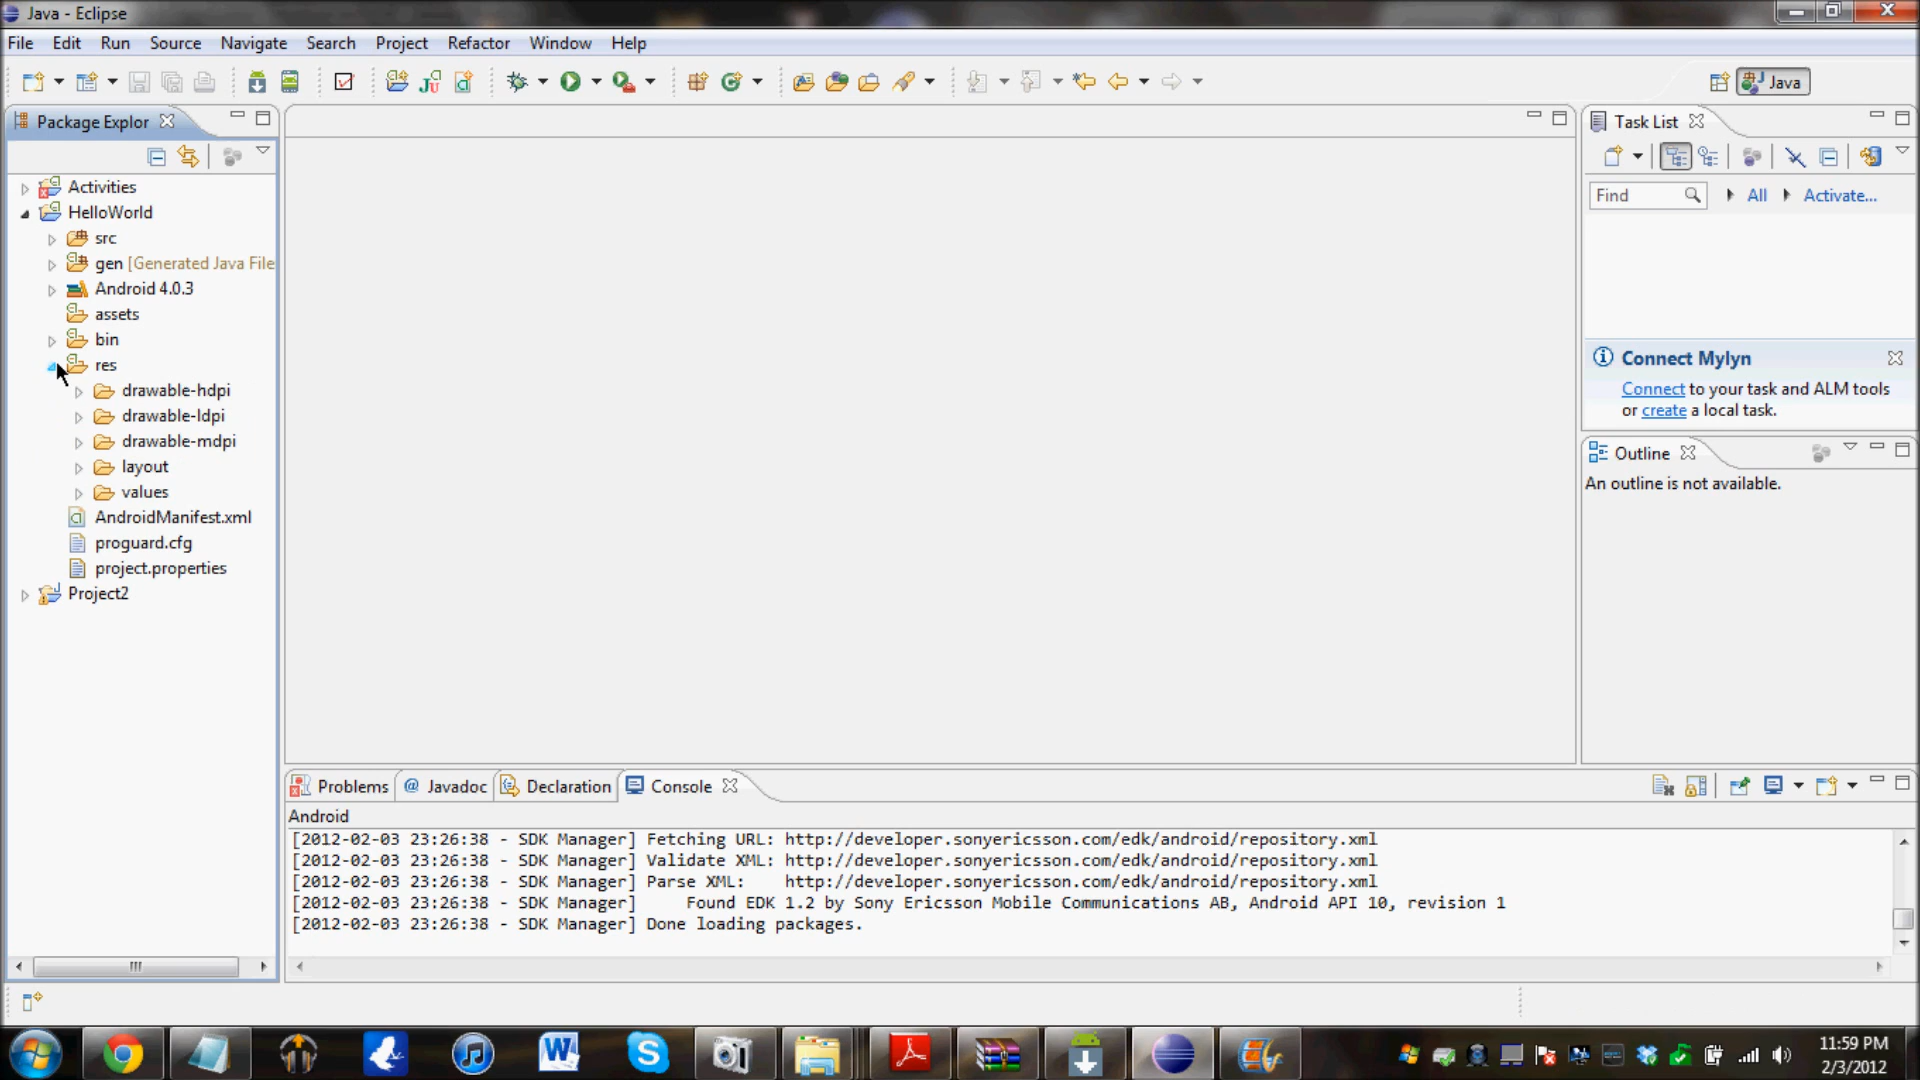 Java - Eclipse
File Edit Run Source Navigate Search Project Refactor Window Help
Java
Package Explor
Activities
HelloWorld
src
gen [Generated Java File
Android 4.0.3
assets
bin
res
drawable-hdpi
drawable-ldpi
drawable-mdpi
layout
values
AndroidManifest.xml
proguard.cfg
project.properties
Project2
Task List
Find All Activate...
Connect Mylyn
Connect to your task and ALM tools
or create a local task.
Outline
An outline is not available.
Problems @ Javadoc Declaration Console
Android
[2012-02-03 23:26:38 - SDK Manager] Fetching URL: http://developer.sonyericsson.com/edk/android/repository.xml
[2012-02-03 23:26:38 - SDK Manager] Validate XML: http://developer.sonyericsson.com/edk/android/repository.xml
[2012-02-03 23:26:38 - SDK Manager] Parse XML:    http://developer.sonyericsson.com/edk/android/repository.xml
[2012-02-03 23:26:38 - SDK Manager]     Found EDK 1.2 by Sony Ericsson Mobile Communications AB, Android API 10, revision 1
[2012-02-03 23:26:38 - SDK Manager] Done loading packages.
11:59 PM
2/3/2012